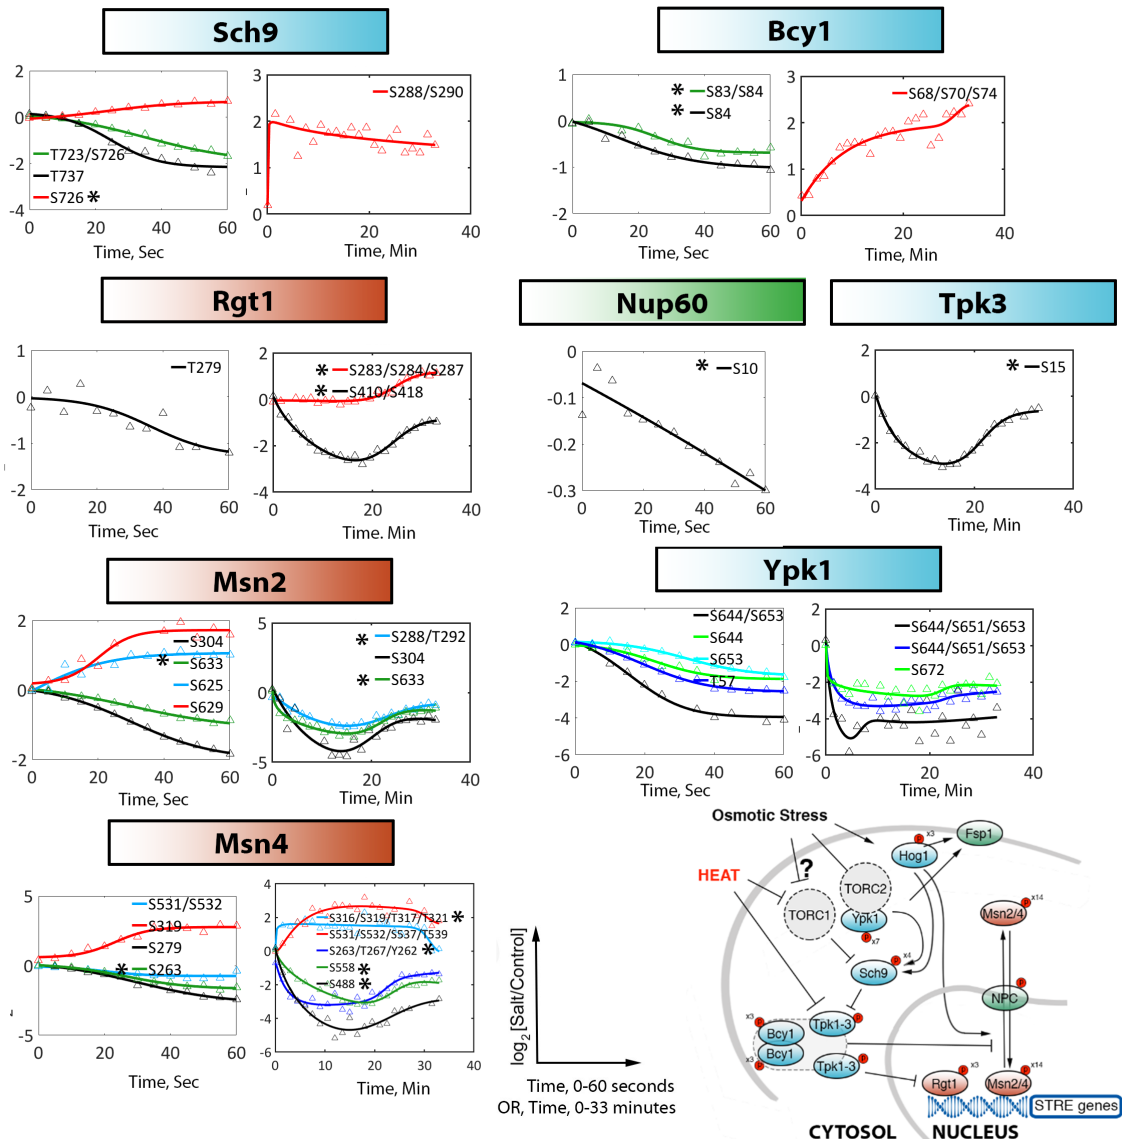 Sch9
Bcy1
2
0
-2
-4
T723/S726
T737
S726 *
0 20 40 60
Time, Sec
3
2
1
0
S288/S290
0 20 40
Time, Min
1
0
-1
-2
* S83/S84
* S84
0 20 40 60
Time, Sec
3
2
1
0
S68/S70/S74
0 20 40
Time, Min
Rgt1
Nup60
Tpk3
1
0
-1
-2
T279
0 20 40 60
Time, Sec
2
0
-2
-4
* S283/S284/S287
* S410/S418
0 20 40
Time. Min
0
-0.1
-0.2
-0.3
* S10
0 20 40 60
Time, Sec
2
0
-2
-4
* S15
0 20 40 60
Time, Min
Msn2
Ypk1
2
0
-2
S304
* S633
S625
S629
0 20 40 60
Time, Sec
5
0
-5
* S288/T292
S304
* S633
0 20 40
Time, Min
2
0
-2
-4
-6
S644/S653
S644
S653
T57
0 20 40 60
Time, Sec
2
0
-2
-4
-6
S644/S651/S653
S644/S651/S653
S672
0 20 40
Time, Min
Msn4
5
0
-5
S531/S532
S319
S279
* S263
0 20 40 60
Time, Sec
4
2
0
-2
-4
-6
S316/S319/T317/T321 *
S531/S532/S537/T539
S263/T267/Y262 *
S558 *
S488 *
0 10 20 30 40
Time, Min
log2 [Salt/Control]
Time, 0-60 seconds
OR, Time, 0-33 minutes
Osmotic Stress
HEAT
?
TORC1
TORC2
Ypk1
P
x7
Hog1
P
x3
Fsp1
Msn2/4
P
x14
Sch9
P
x4
NPC
P
Tpk1-3
P
x3
P
Bcy1
Bcy1
x3
P
Tpk1-3
P
Rgt1
P
x3
Msn2/4
P
x14
STRE genes
CYTOSOL
NUCLEUS